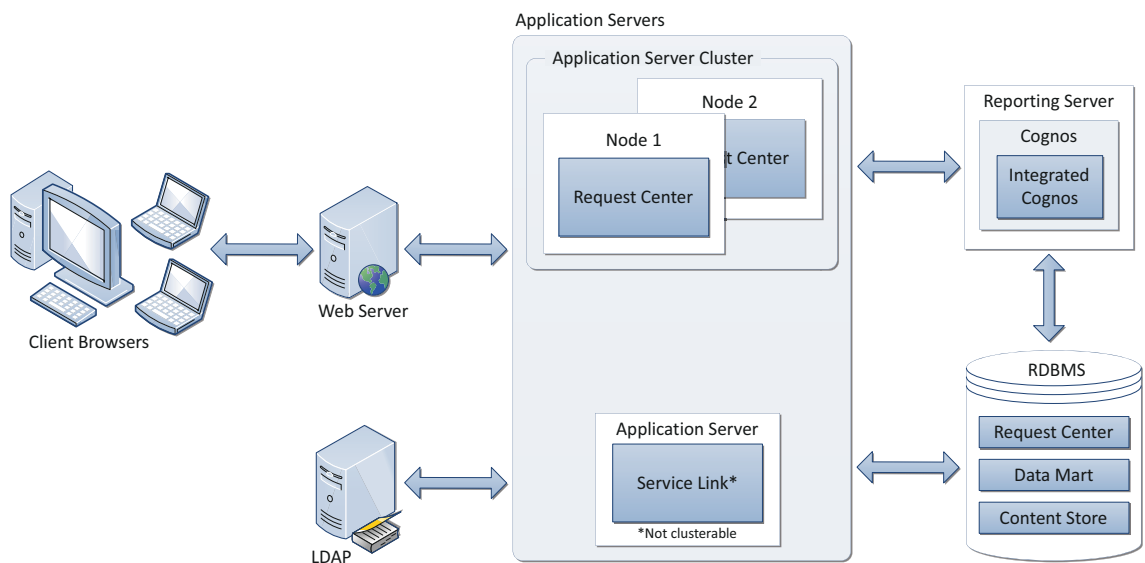 Application Servers
Application Server Cluster
Node 2
t Center
Node 1
Request Center
Reporting Server
Cognos
Integrated
Cognos
Web Server
Client Browsers
RDBMS
Request Center
Data Mart
Content Store
Application Server
Service Link*
*Not clusterable
LDAP